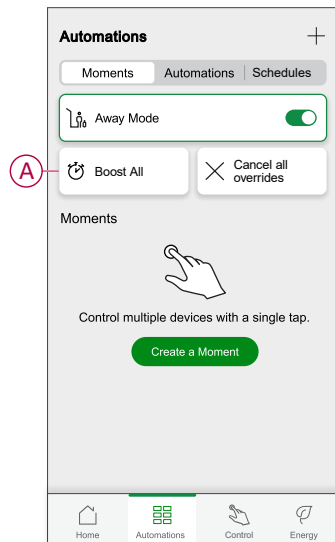 Automations
Moments Automations Schedules
Away Mode
A
Boost All
Cancel all
overrides
Moments
Control multiple devices with a single tap.
Create a Moment
Home Automations Control Energy